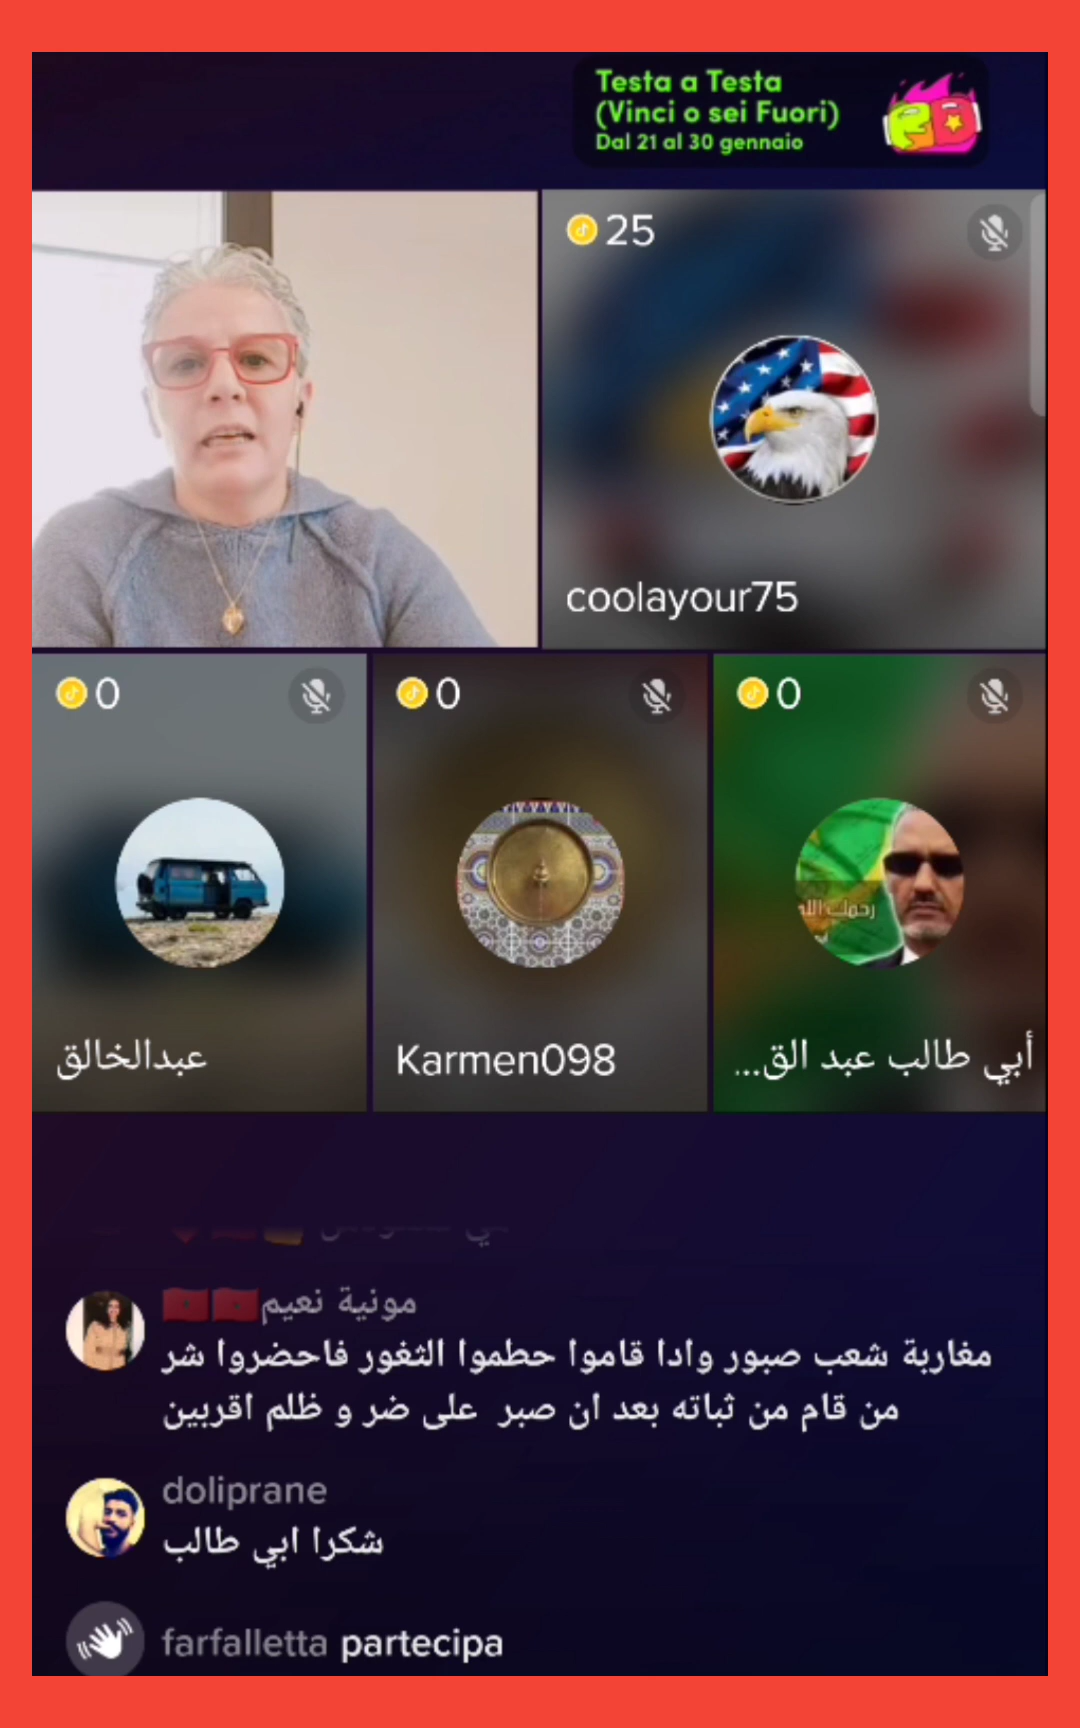 Testa a Testa
(Vinci o sei Fuori)
Dal 21 al 30 gennaio
25
coolayour75
0
0
0
رحمك الله
عبدالخالق
Karmen098
أبي طالب عبد الق...
مونية نعيم
مغاربة شعب صبور وادا قاموا حطموا الثغور فاحضروا شر
من قام من ثباته بعد ان صبر على ضر و ظلم اقربين
doliprane
شكرا ابي طالب
farfalletta partecipa